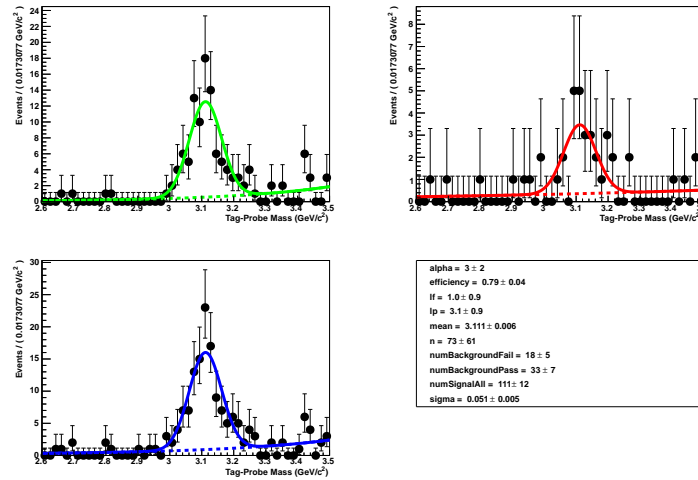 Events / ( 0.0173077 GeV/c² )
24
22
20
18
16
14
12
10
8
6
4
2
0
2.6 2.7 2.8 2.9 3 3.1 3.2 3.3 3.4 3.5
Tag-Probe Mass (GeV/c²)
Events / ( 0.0173077 GeV/c² )
8
7
6
5
4
3
2
1
0
2.6 2.7 2.8 2.9 3 3.1 3.2 3.3 3.4 3.5
Tag-Probe Mass (GeV/c²)
Events / ( 0.0173077 GeV/c² )
30
25
20
15
10
5
0
2.6 2.7 2.8 2.9 3 3.1 3.2 3.3 3.4 3.5
Tag-Probe Mass (GeV/c²)
alpha = 3 ± 2
efficiency = 0.79 ± 0.04
lf = 1.0 ± 0.9
lp = 3.1 ± 0.9
mean = 3.111 ± 0.006
n = 73 ± 61
numBackgroundFail = 18 ± 5
numBackgroundPass = 33 ± 7
numSignalAll = 111 ± 12
sigma = 0.051 ± 0.005